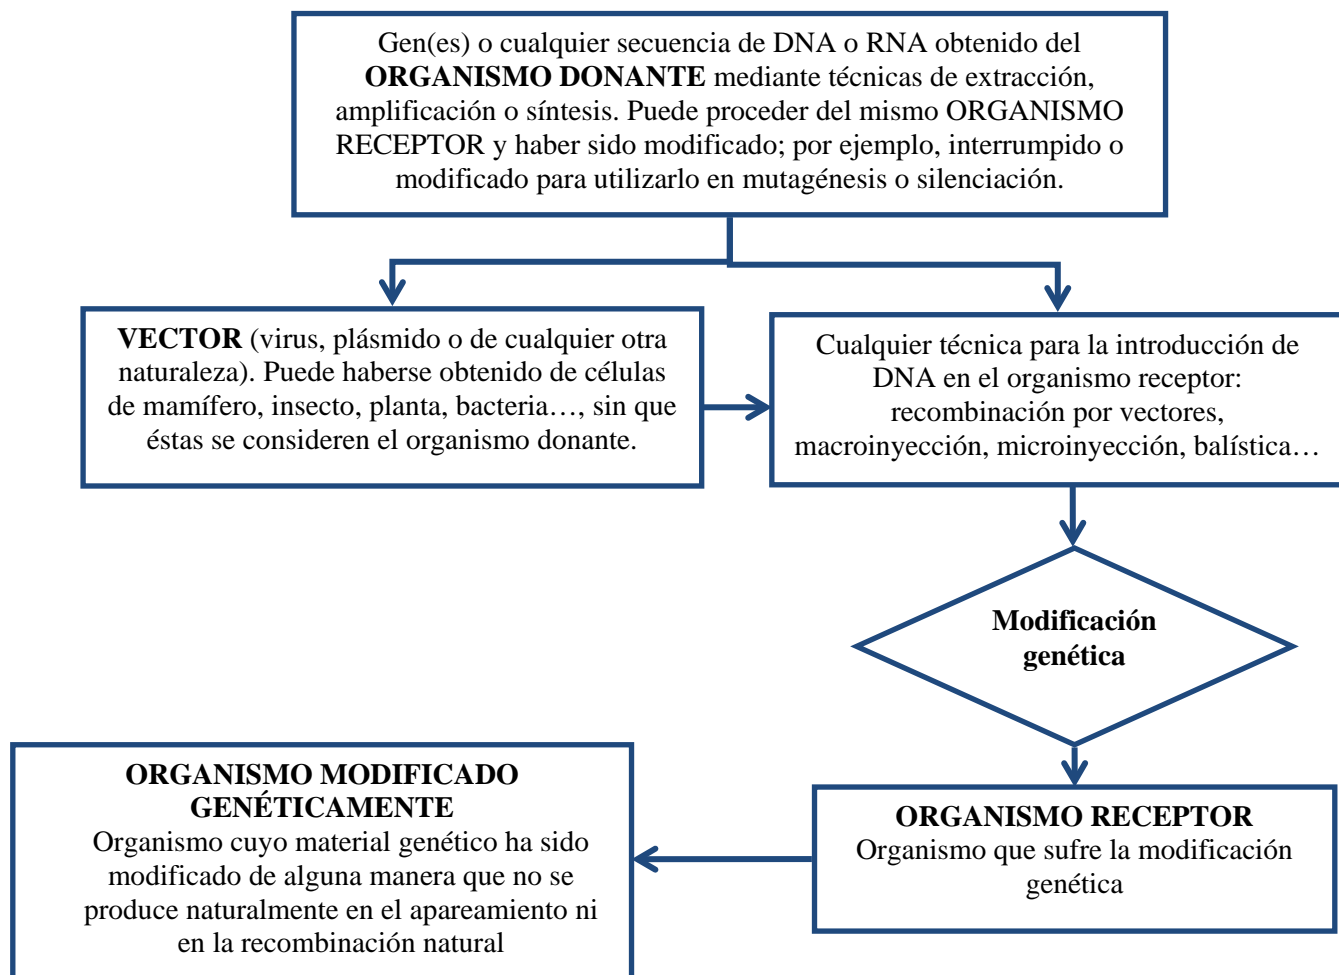 Gen(es) o cualquier secuencia de DNA o RNA obtenido del
ORGANISMO DONANTE mediante técnicas de extracción,
amplificación o síntesis. Puede proceder del mismo ORGANISMO
RECEPTOR y haber sido modificado; por ejemplo, interrumpido o
modificado para utilizarlo en mutagénesis o silenciación.
VECTOR (virus, plásmido o de cualquier otra
naturaleza). Puede haberse obtenido de células
de mamífero, insecto, planta, bacteria…, sin que
éstas se consideren el organismo donante.
Cualquier técnica para la introducción de
DNA en el organismo receptor:
recombinación por vectores,
macroinyección, microinyección, balística…
Modificación
genética
ORGANISMO RECEPTOR
Organismo que sufre la modificación
genética
ORGANISMO MODIFICADO
GENÉTICAMENTE
Organismo cuyo material genético ha sido
modificado de alguna manera que no se
produce naturalmente en el apareamiento ni
en la recombinación natural